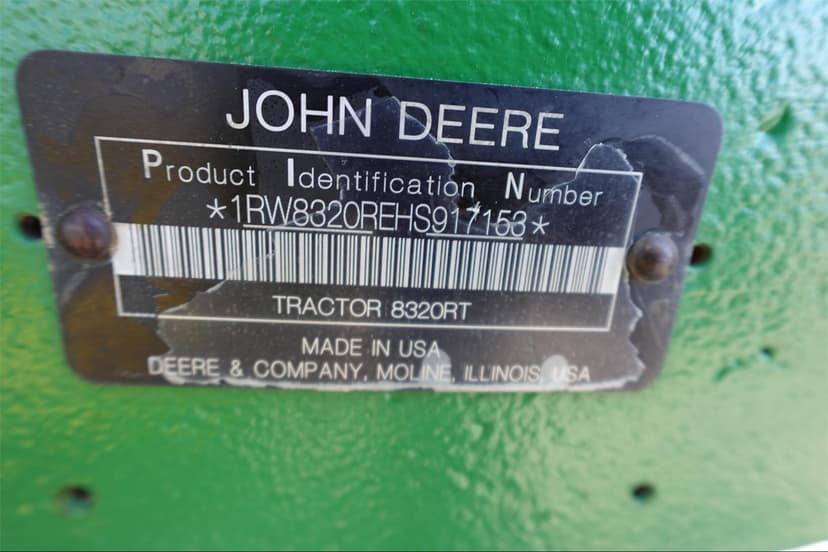 JOHN DEERE
Product Identification Number
*1RW8320REHS917153*
TRACTOR 8320RT
MADE IN USA
DEERE & COMPANY, MOLINE, ILLINOIS, USA